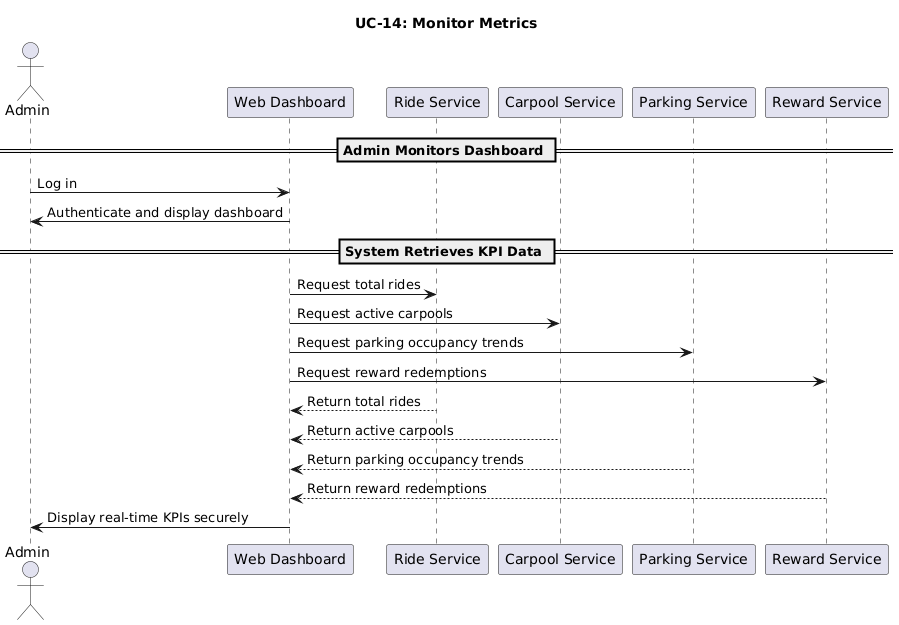 UC-14: Monitor Metrics
Admin
Web Dashboard
Ride Service
Carpool Service
Parking Service
Reward Service
Admin Monitors Dashboard
Log in
Authenticate and display dashboard
System Retrieves KPI Data
Request total rides
Request active carpools
Request parking occupancy trends
Request reward redemptions
Return total rides
Return active carpools
Return parking occupancy trends
Return reward redemptions
Display real-time KPIs securely
Admin
Web Dashboard
Ride Service
Carpool Service
Parking Service
Reward Service